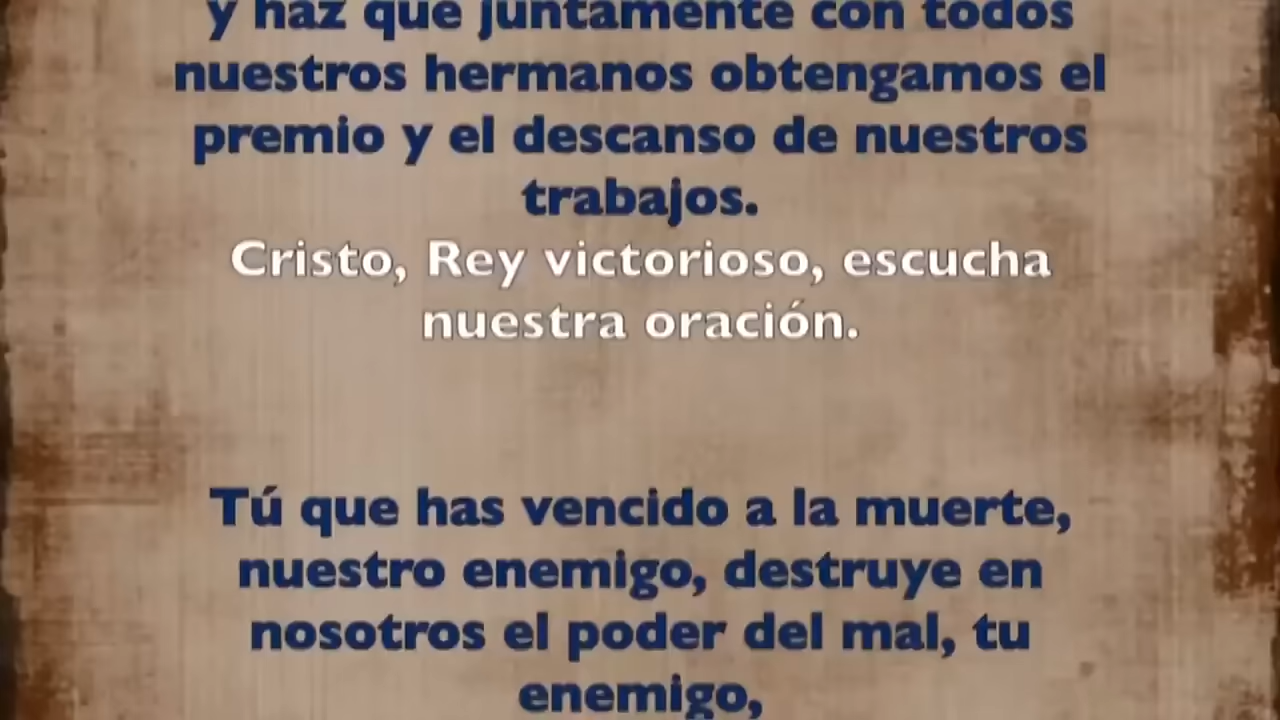 y haz que juntamente con todos
nuestros hermanos obtengamos el
premio y el descanso de nuestros
trabajos.
Cristo, Rey victorioso, escucha
nuestra oración.
Tú que has vencido a la muerte,
nuestro enemigo, destruye en
nosotros el poder del mal, tu
enemigo,